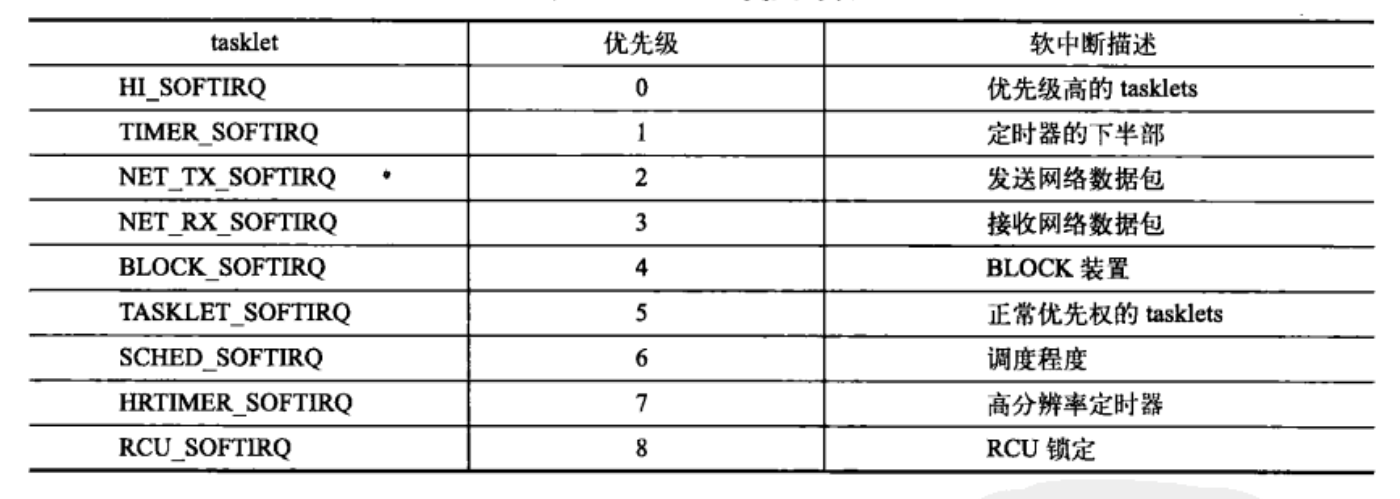 tasklet 优先级 软中断描述
HI_SOFTIRQ 0 优先级高的 tasklets
TIMER_SOFTIRQ 1 定时器的下半部
NET_TX_SOFTIRQ 2 发送网络数据包
NET_RX_SOFTIRQ 3 接收网络数据包
BLOCK_SOFTIRQ 4 BLOCK 装置
TASKLET_SOFTIRQ 5 正常优先权的 tasklets
SCHED_SOFTIRQ 6 调度程度
HRTIMER_SOFTIRQ 7 高分辨率定时器
RCU_SOFTIRQ 8 RCU 锁定